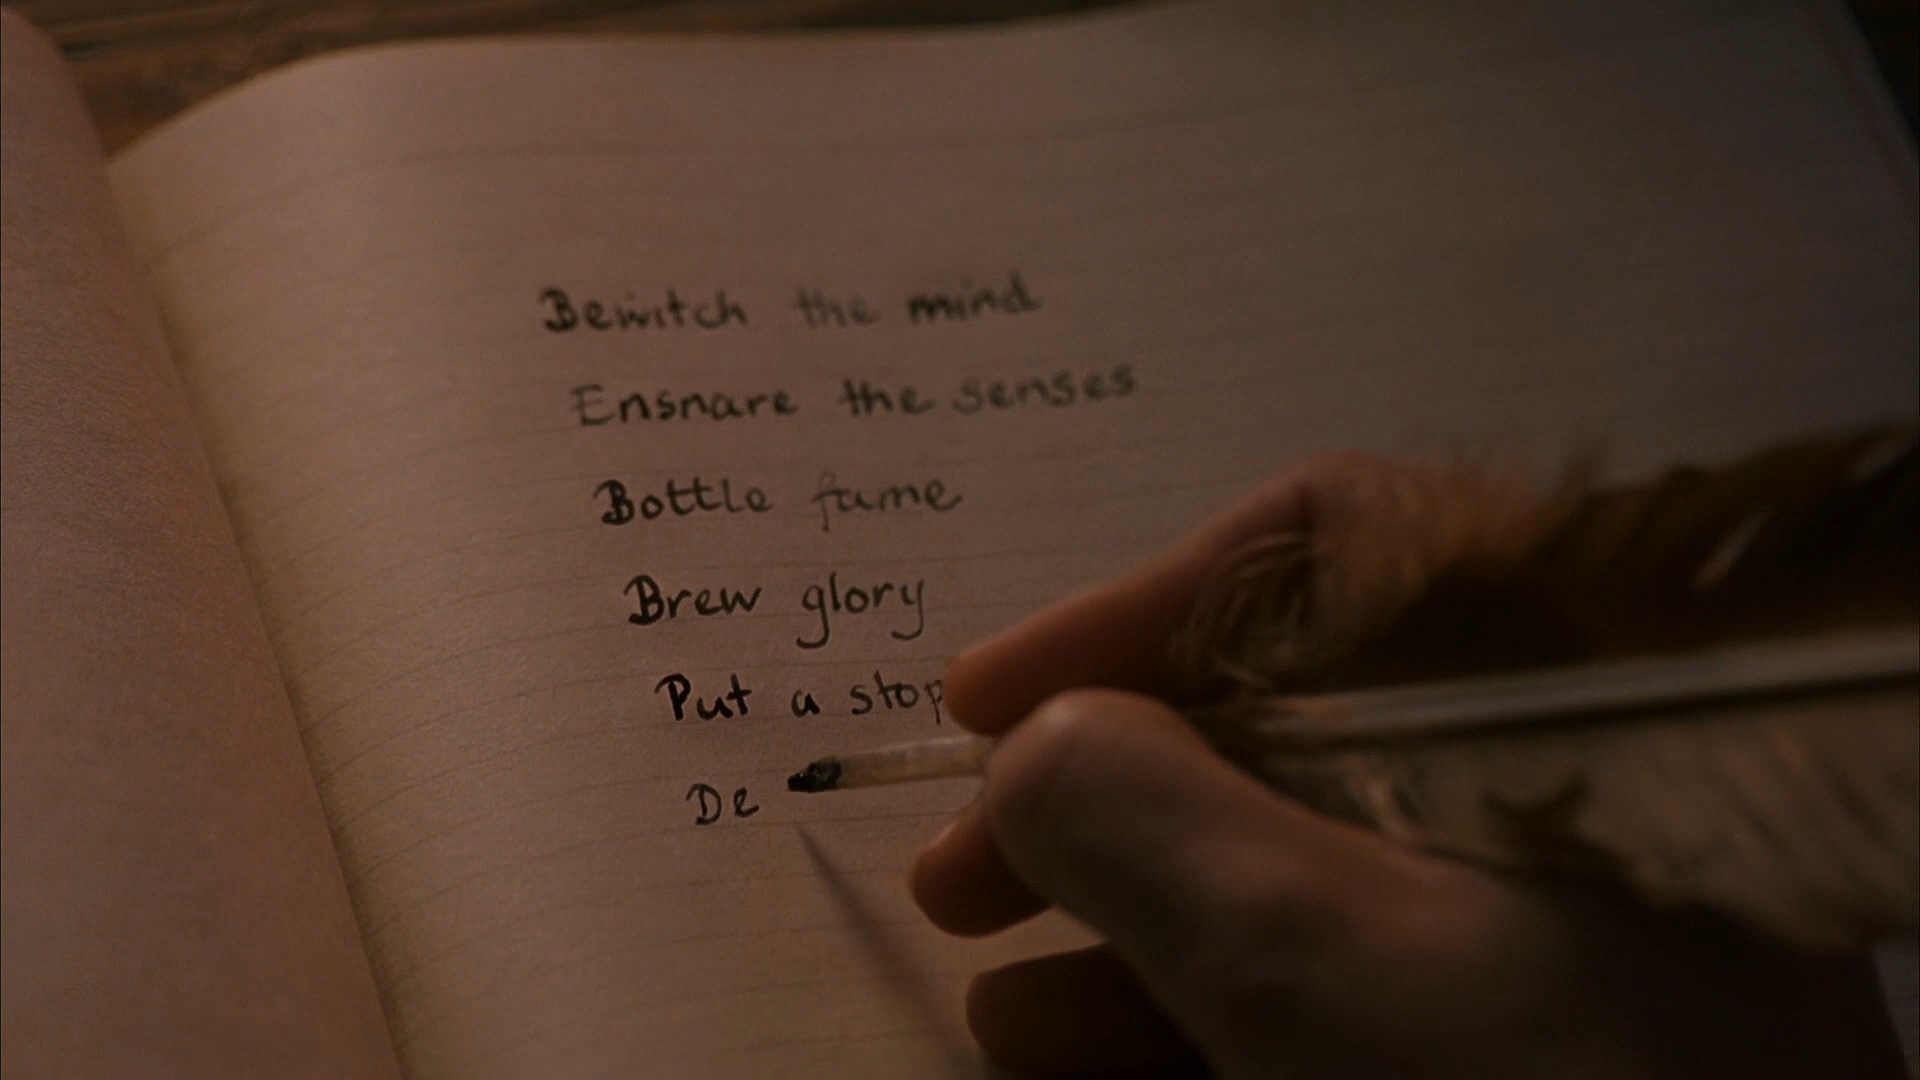 Bewitch the mind
Ensnare the senses
Bottle fame
Brew glory
Put a stop
De